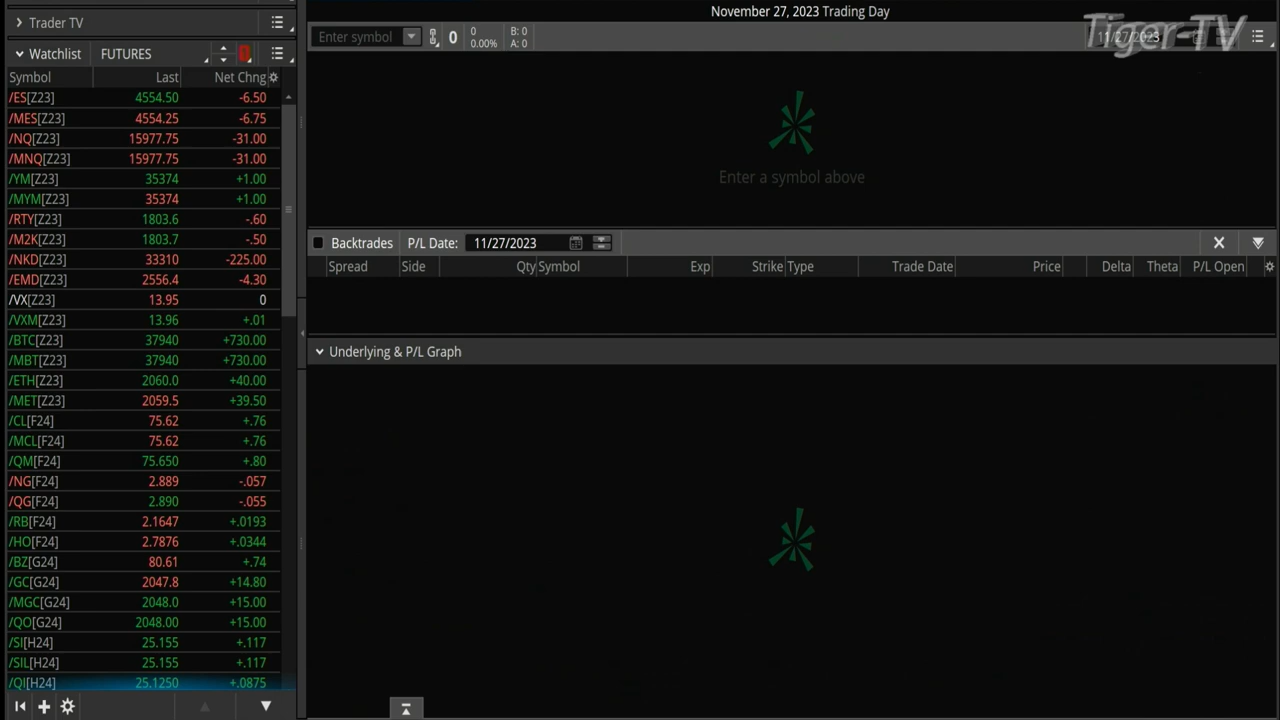 November 27, 2023 Trading Day
Tiger-TV
Trader TV
Watchlist FUTURES
Symbol Last Net Chng
/ES[Z23] 4554.50 -6.50
/MES[Z23] 4554.25 -6.75
/NQ[Z23] 15977.75 -31.00
/MNQ[Z23] 15977.75 -31.00
/YM[Z23] 35374 +1.00
/MYM[Z23] 35374 +1.00
/RTY[Z23] 1803.6 -.60
/M2K[Z23] 1803.7 -.50
/NKD[Z23] 33310 -225.00
/EMD[Z23] 2556.4 -4.30
/VX[Z23] 13.95 0
/VXM[Z23] 13.96 +.01
/BTC[Z23] 37940 +730.00
/MBT[Z23] 37940 +730.00
/ETH[Z23] 2060.0 +40.00
/MET[Z23] 2059.5 +39.50
/CL[F24] 75.62 +.76
/MCL[F24] 75.62 +.76
/QM[F24] 75.650 +.80
/NG[F24] 2.889 -.057
/QG[F24] 2.890 -.055
/RB[F24] 2.1647 +.0193
/HO[F24] 2.7876 +.0344
/BZ[G24] 80.61 +.74
/GC[G24] 2047.8 +14.80
/MGC[G24] 2048.0 +15.00
/QO[G24] 2048.00 +15.00
/SI[H24] 25.155 +.117
/SIL[H24] 25.155 +.117
/QI[H24] 25.1250 +.0875
Enter symbol 0 0 0.00% B: 0 A: 0 11/27/2023
Enter a symbol above
Backtrades P/L Date: 11/27/2023
Spread Side Qty Symbol Exp Strike Type Trade Date Price Delta Theta P/L Open
Underlying & P/L Graph